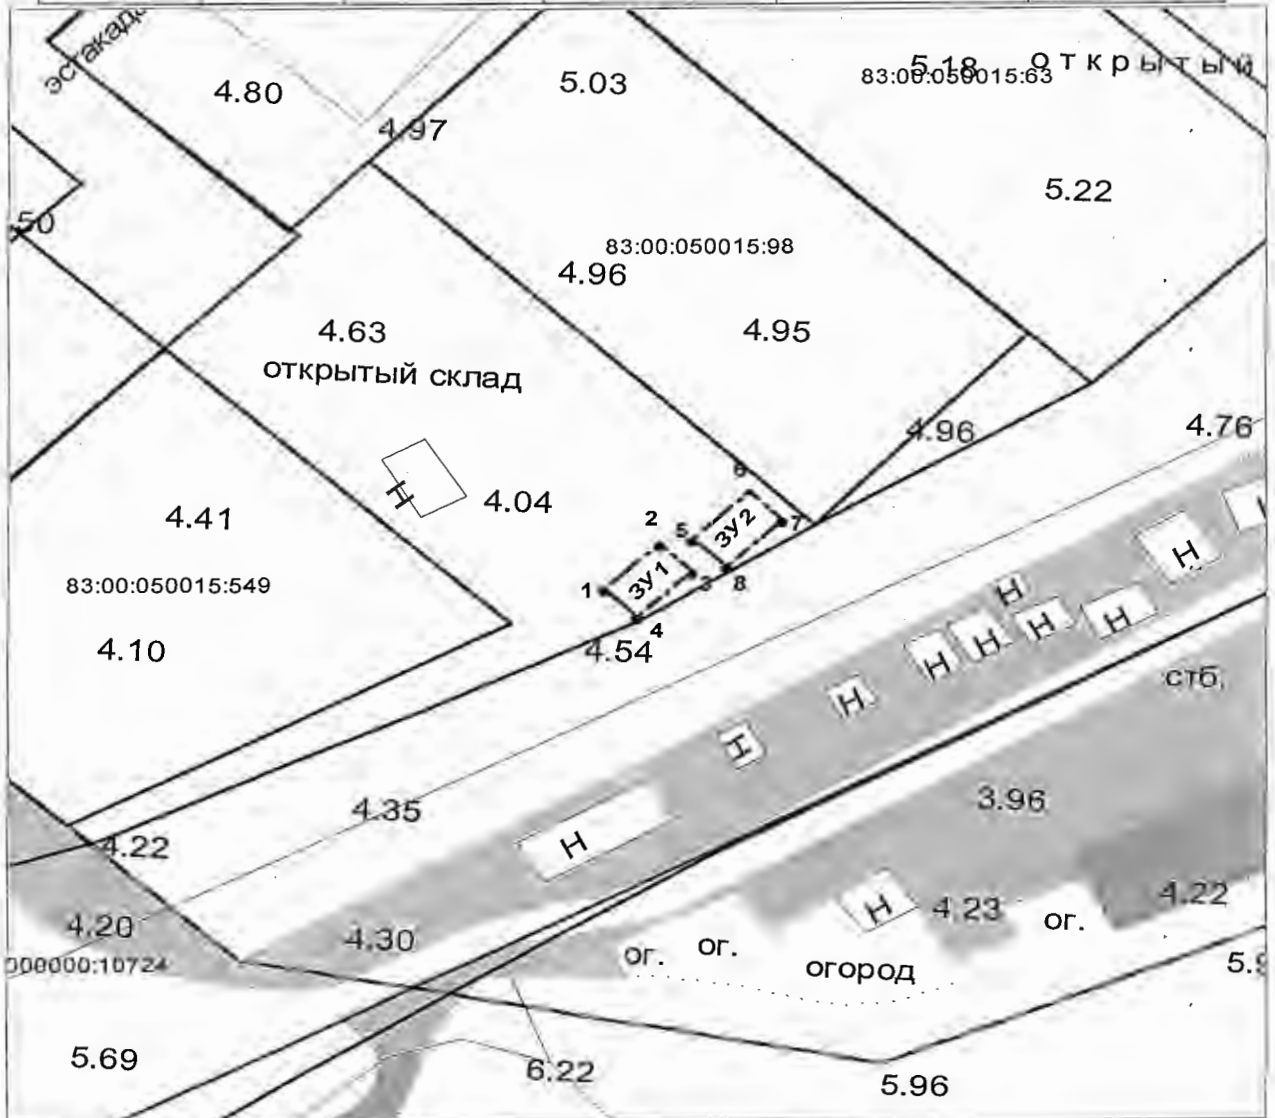 эстакад
4.80
4.97
5.03
5.18
83:00:050015:63
открытый
5.22
50
83:00:050015:98
4.96
4.95
4.63
открытый склад
4.96
4.76
4.41
Н
4.04
83:00:050015:549
4.10
6
2
5
ЗУ2
7
1
ЗУ1
3
8
4
4.54
Н
Н
Н
Н
Н
Н
Н
Н
Н
стб.
4.35
3.96
4.22
Н
4.20
4.30
Н
4.23
ог.
4.22
000000:10724
ог.
ог.
огород
5.9
5.69
6.22
5.96